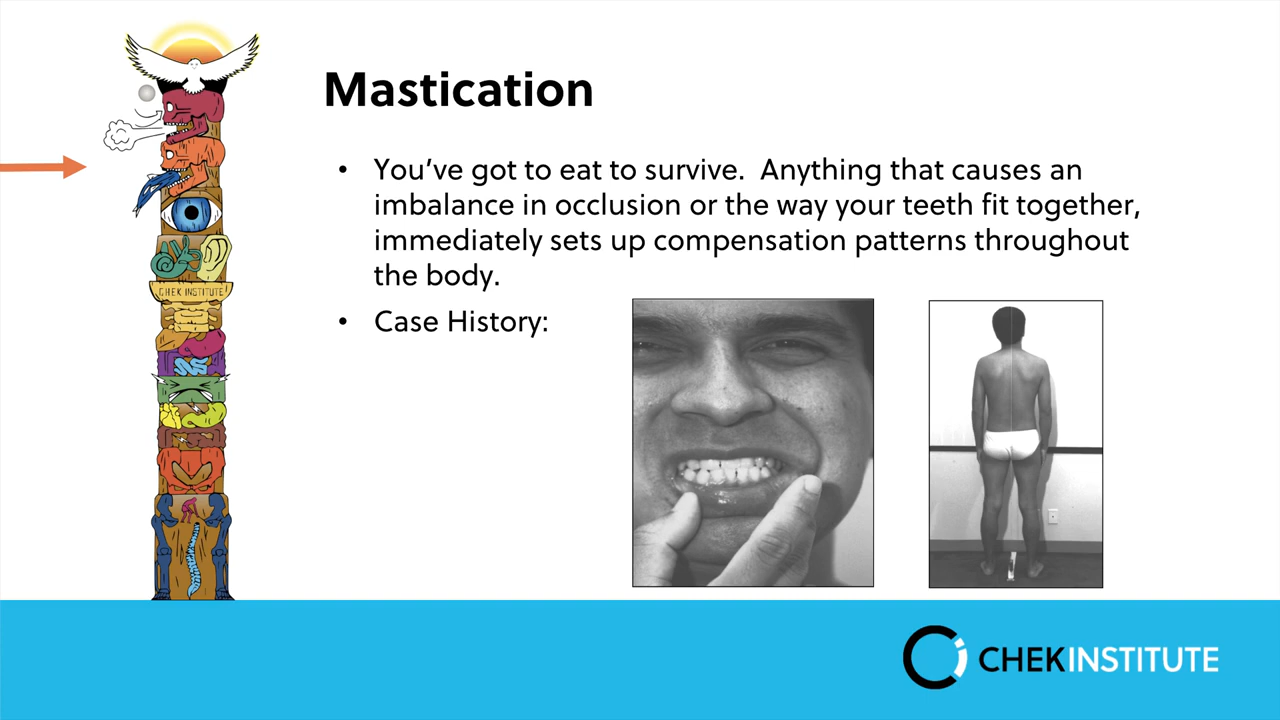 Mastication
• You’ve got to eat to survive.  Anything that causes an
imbalance in occlusion or the way your teeth fit together,
immediately sets up compensation patterns throughout
the body.
• Case History:
CHEK INSTITUTE
CHEKINSTITUTE